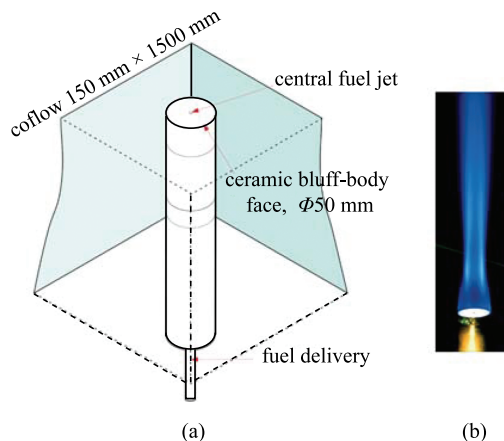 coflow 150 mm × 1500 mm
central fuel jet
ceramic bluff-body
face, Φ50 mm
fuel delivery
(a)
(b)